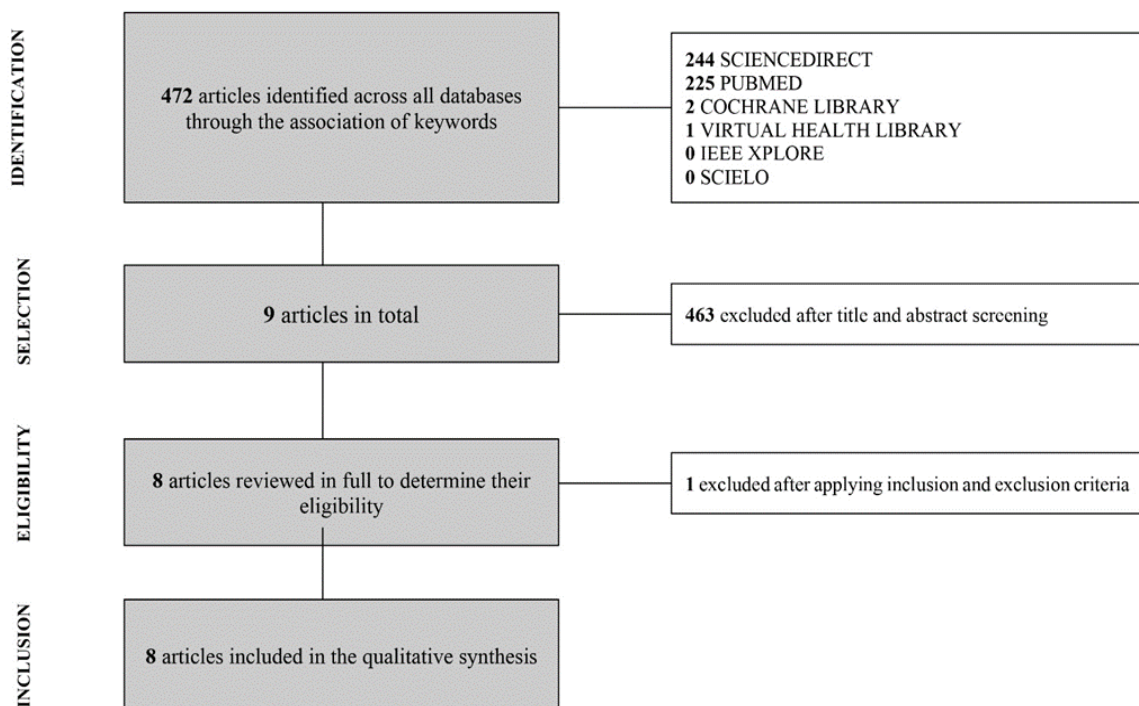 IDENTIFICATION
472 articles identified across all databases
through the association of keywords
244 SCIENCEDIRECT
225 PUBMED
2 COCHRANE LIBRARY
1 VIRTUAL HEALTH LIBRARY
0 IEEE XPLORE
0 SCIELO
SELECTION
9 articles in total
463 excluded after title and abstract screening
ELIGIBILITY
8 articles reviewed in full to determine their
eligibility
1 excluded after applying inclusion and exclusion criteria
INCLUSION
8 articles included in the qualitative synthesis